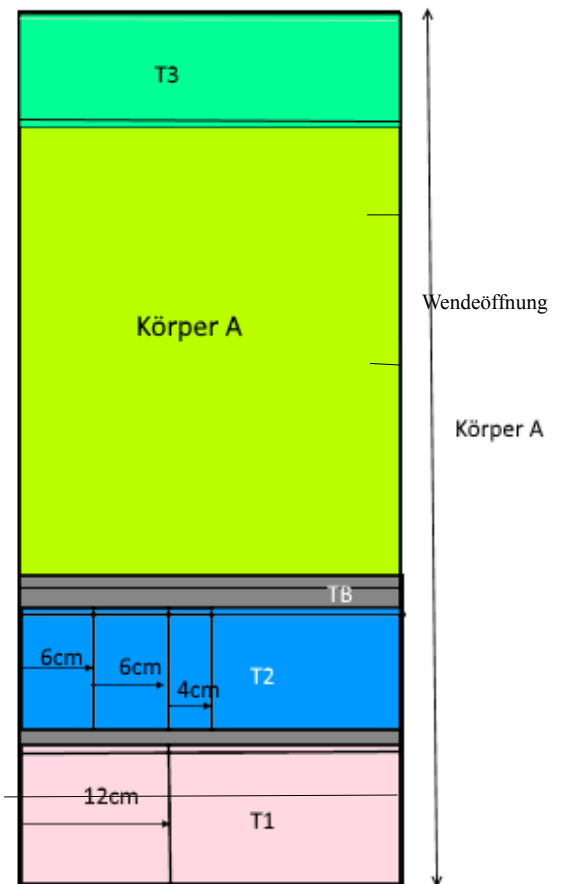 T3
Körper A
Wendeöffnung
Körper A
TB
6cm
6cm
4cm
T2
12cm
T1